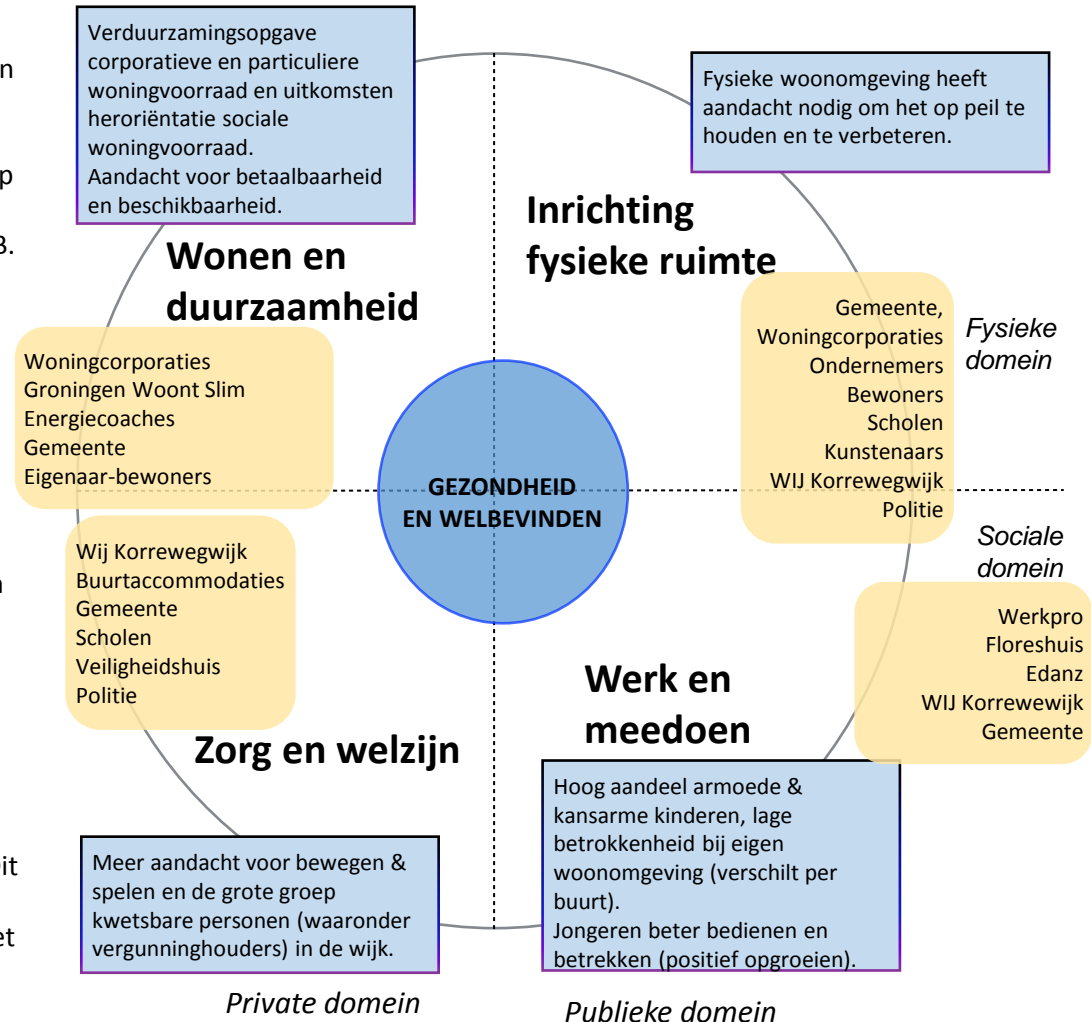 n
p
3.
n
it
et
Verduurzamingsopgave
corporatieve en particuliere
woningvoorraad en uitkomsten
heroriëntatie sociale
woningvoorraad.
Aandacht voor betaalbaarheid
en beschikbaarheid.
Fysieke woonomgeving heeft
aandacht nodig om het op peil te
houden en te verbeteren.
Wonen en
duurzaamheid
Inrichting
fysieke ruimte
Woningcorporaties
Groningen Woont Slim
Energiecoaches
Gemeente
Eigenaar-bewoners
Gemeente,
Woningcorporaties
Ondernemers
Bewoners
Scholen
Kunstenaars
WIJ Korrewegwijk
Politie
Fysieke
domein
GEZONDHEID
EN WELBEVINDEN
Sociale
domein
Wij Korrewegwijk
Buurtaccommodaties
Gemeente
Scholen
Veiligheidshuis
Politie
Werkpro
Floreshuis
Edanz
WIJ Korrewewijk
Gemeente
Zorg en welzijn
Werk en
meedoen
Meer aandacht voor bewegen &
spelen en de grote groep
kwetsbare personen (waaronder
vergunninghouders) in de wijk.
Hoog aandeel armoede &
kansarme kinderen, lage
betrokkenheid bij eigen
woonomgeving (verschilt per
buurt).
Jongeren beter bedienen en
betrekken (positief opgroeien).
Private domein
Publieke domein